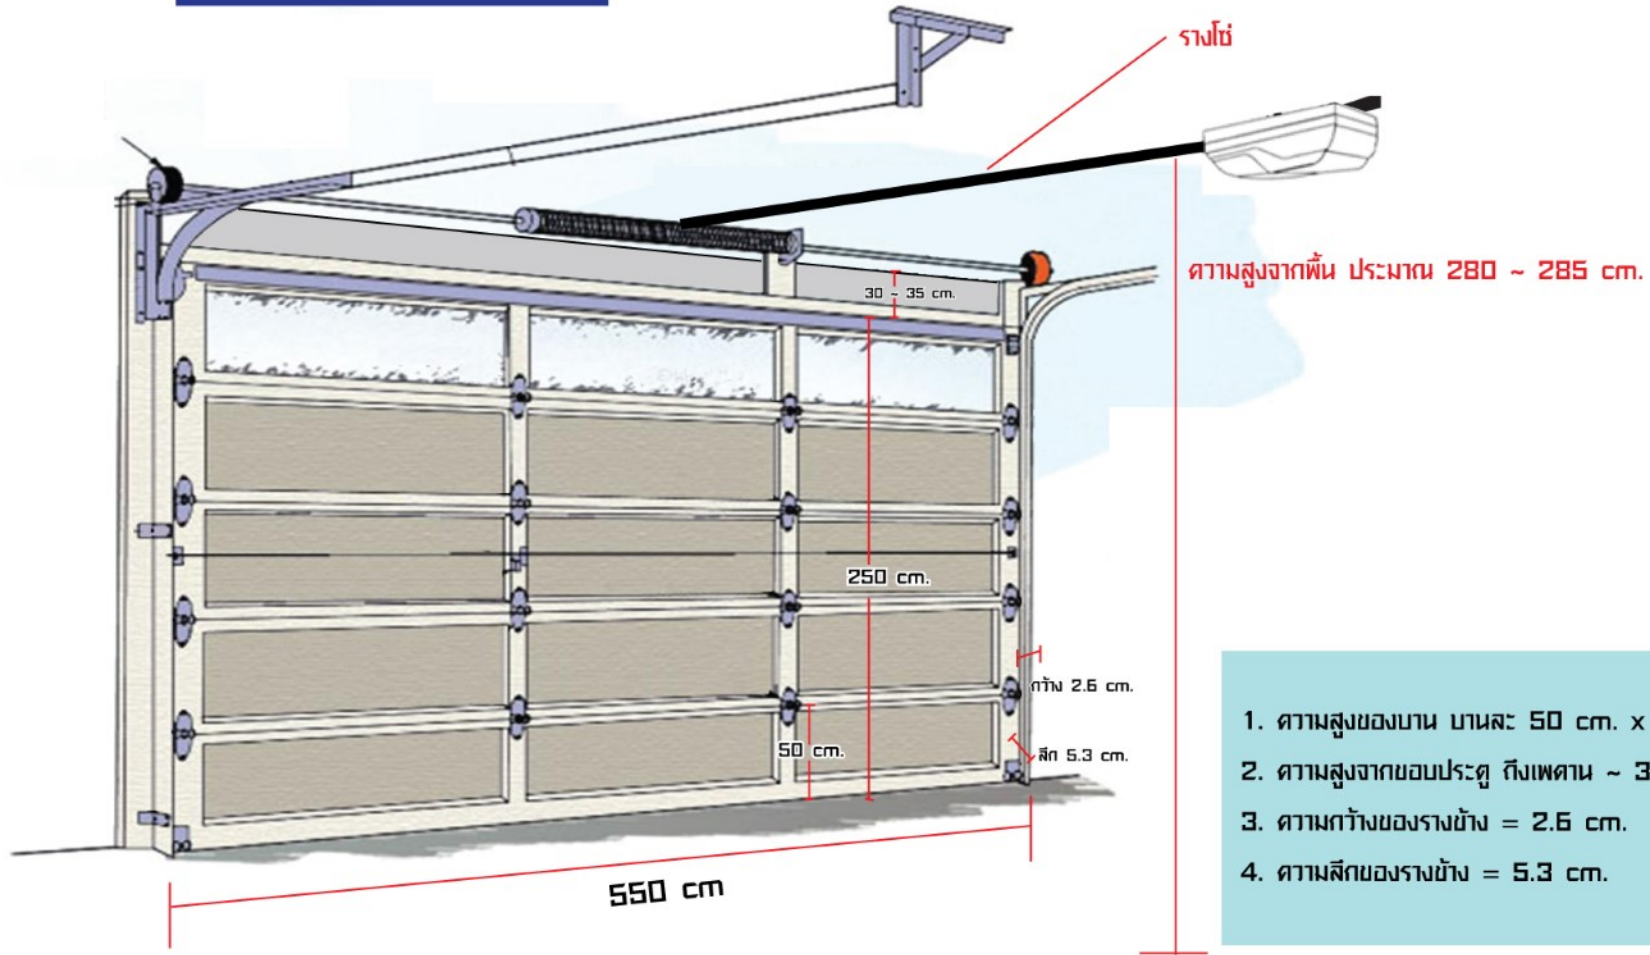 รางโซ่
ความสูงจากพื้น ประมาณ 280 ~ 285 cm.
30 ~ 35 cm.
250 cm.
กว้าง 2.6 cm.
50 cm.
ลึก 5.3 cm.
550 cm
1. ความสูงของบาน บานละ 50 cm. x
2. ความสูงจากขอบประตู ถึงเพดาน ~ 3
3. ความกว้างของรางข้าง = 2.6 cm.
4. ความลึกของรางข้าง = 5.3 cm.